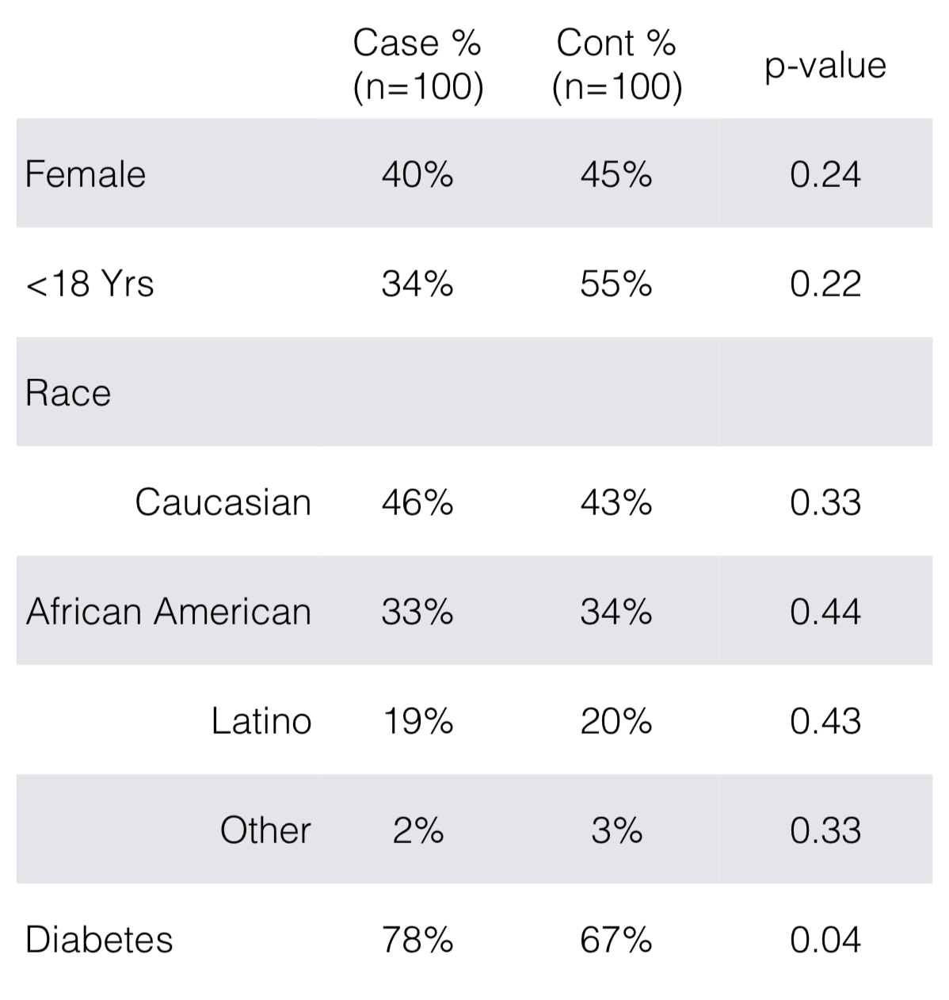 Case % Cont % p-value
(n=100) (n=100)
Female 40% 45% 0.24
<18 Yrs 34% 55% 0.22
Race
Caucasian 46% 43% 0.33
African American 33% 34% 0.44
Latino 19% 20% 0.43
Other 2% 3% 0.33
Diabetes 78% 67% 0.04